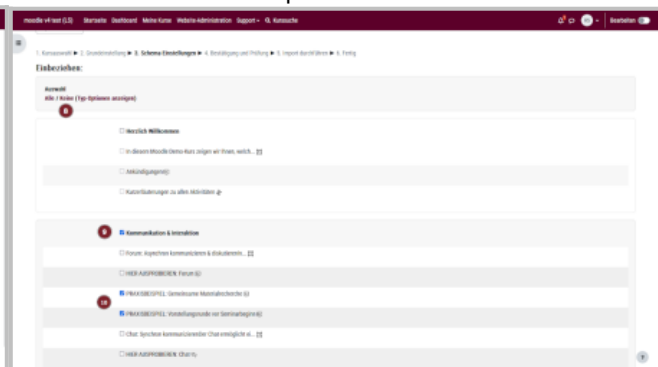 moodle v4 test (LS) Startseite Dashboard Meine Kurse Website-Administration Support Kurssuche Bearbeiten
1. Kursauswahl ► 2. Grundeinstellung ► 3. Schema-Einstellungen ► 4. Bestätigung und Prüfung ► 5. Import durchführen ► 6. Fertig
Einbeziehen:
Auswahl
Alle / Keine (Typ-Optionen anzeigen)
8
Herzlich Willkommen
In diesem Moodle Demo-Kurs zeigen wir Ihnen, welch...
Ankündigungen
Kurzerläuterungen zu allen Aktivitäten
9
Kommunikation & Interaktion
Forum: Asynchron kommunizieren & diskutieren
HIER AUSPROBIEREN: Forum
PRAXISBEISPIEL: Gemeinsame Materialrecherche
10
PRAXISBEISPIEL: Vorstellungsrunde vor Seminarbeginn
Chat: Synchron kommunizieren Der Chat ermöglicht
HIER AUSPROBIEREN: Chat
?